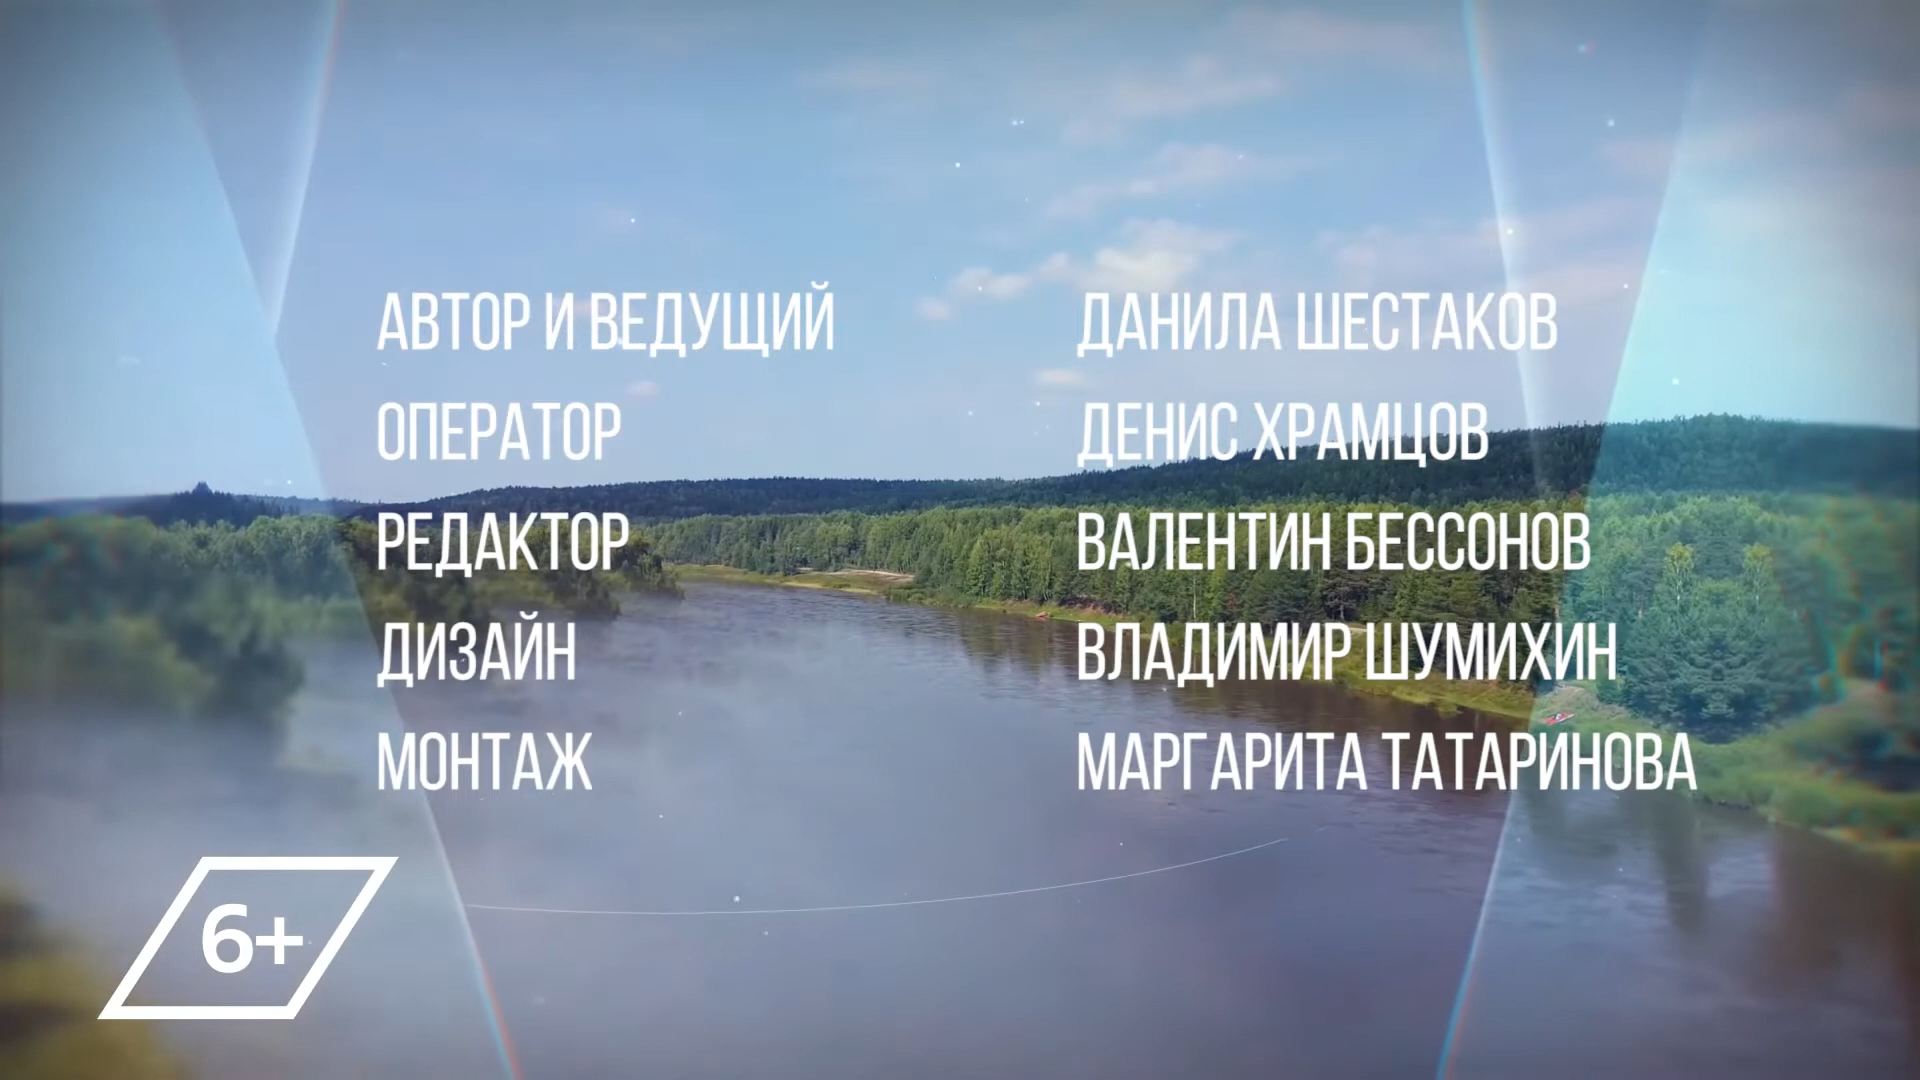 АВТОР И ВЕДУЩИЙ ДАНИЛА ШЕСТАКОВ
ОПЕРАТОР ДЕНИС ХРАМЦОВ
РЕДАКТОР ВАЛЕНТИН БЕССОНОВ
ДИЗАЙН ВЛАДИМИР ШУМИХИН
МОНТАЖ МАРГАРИТА ТАТАРИНОВА
6+